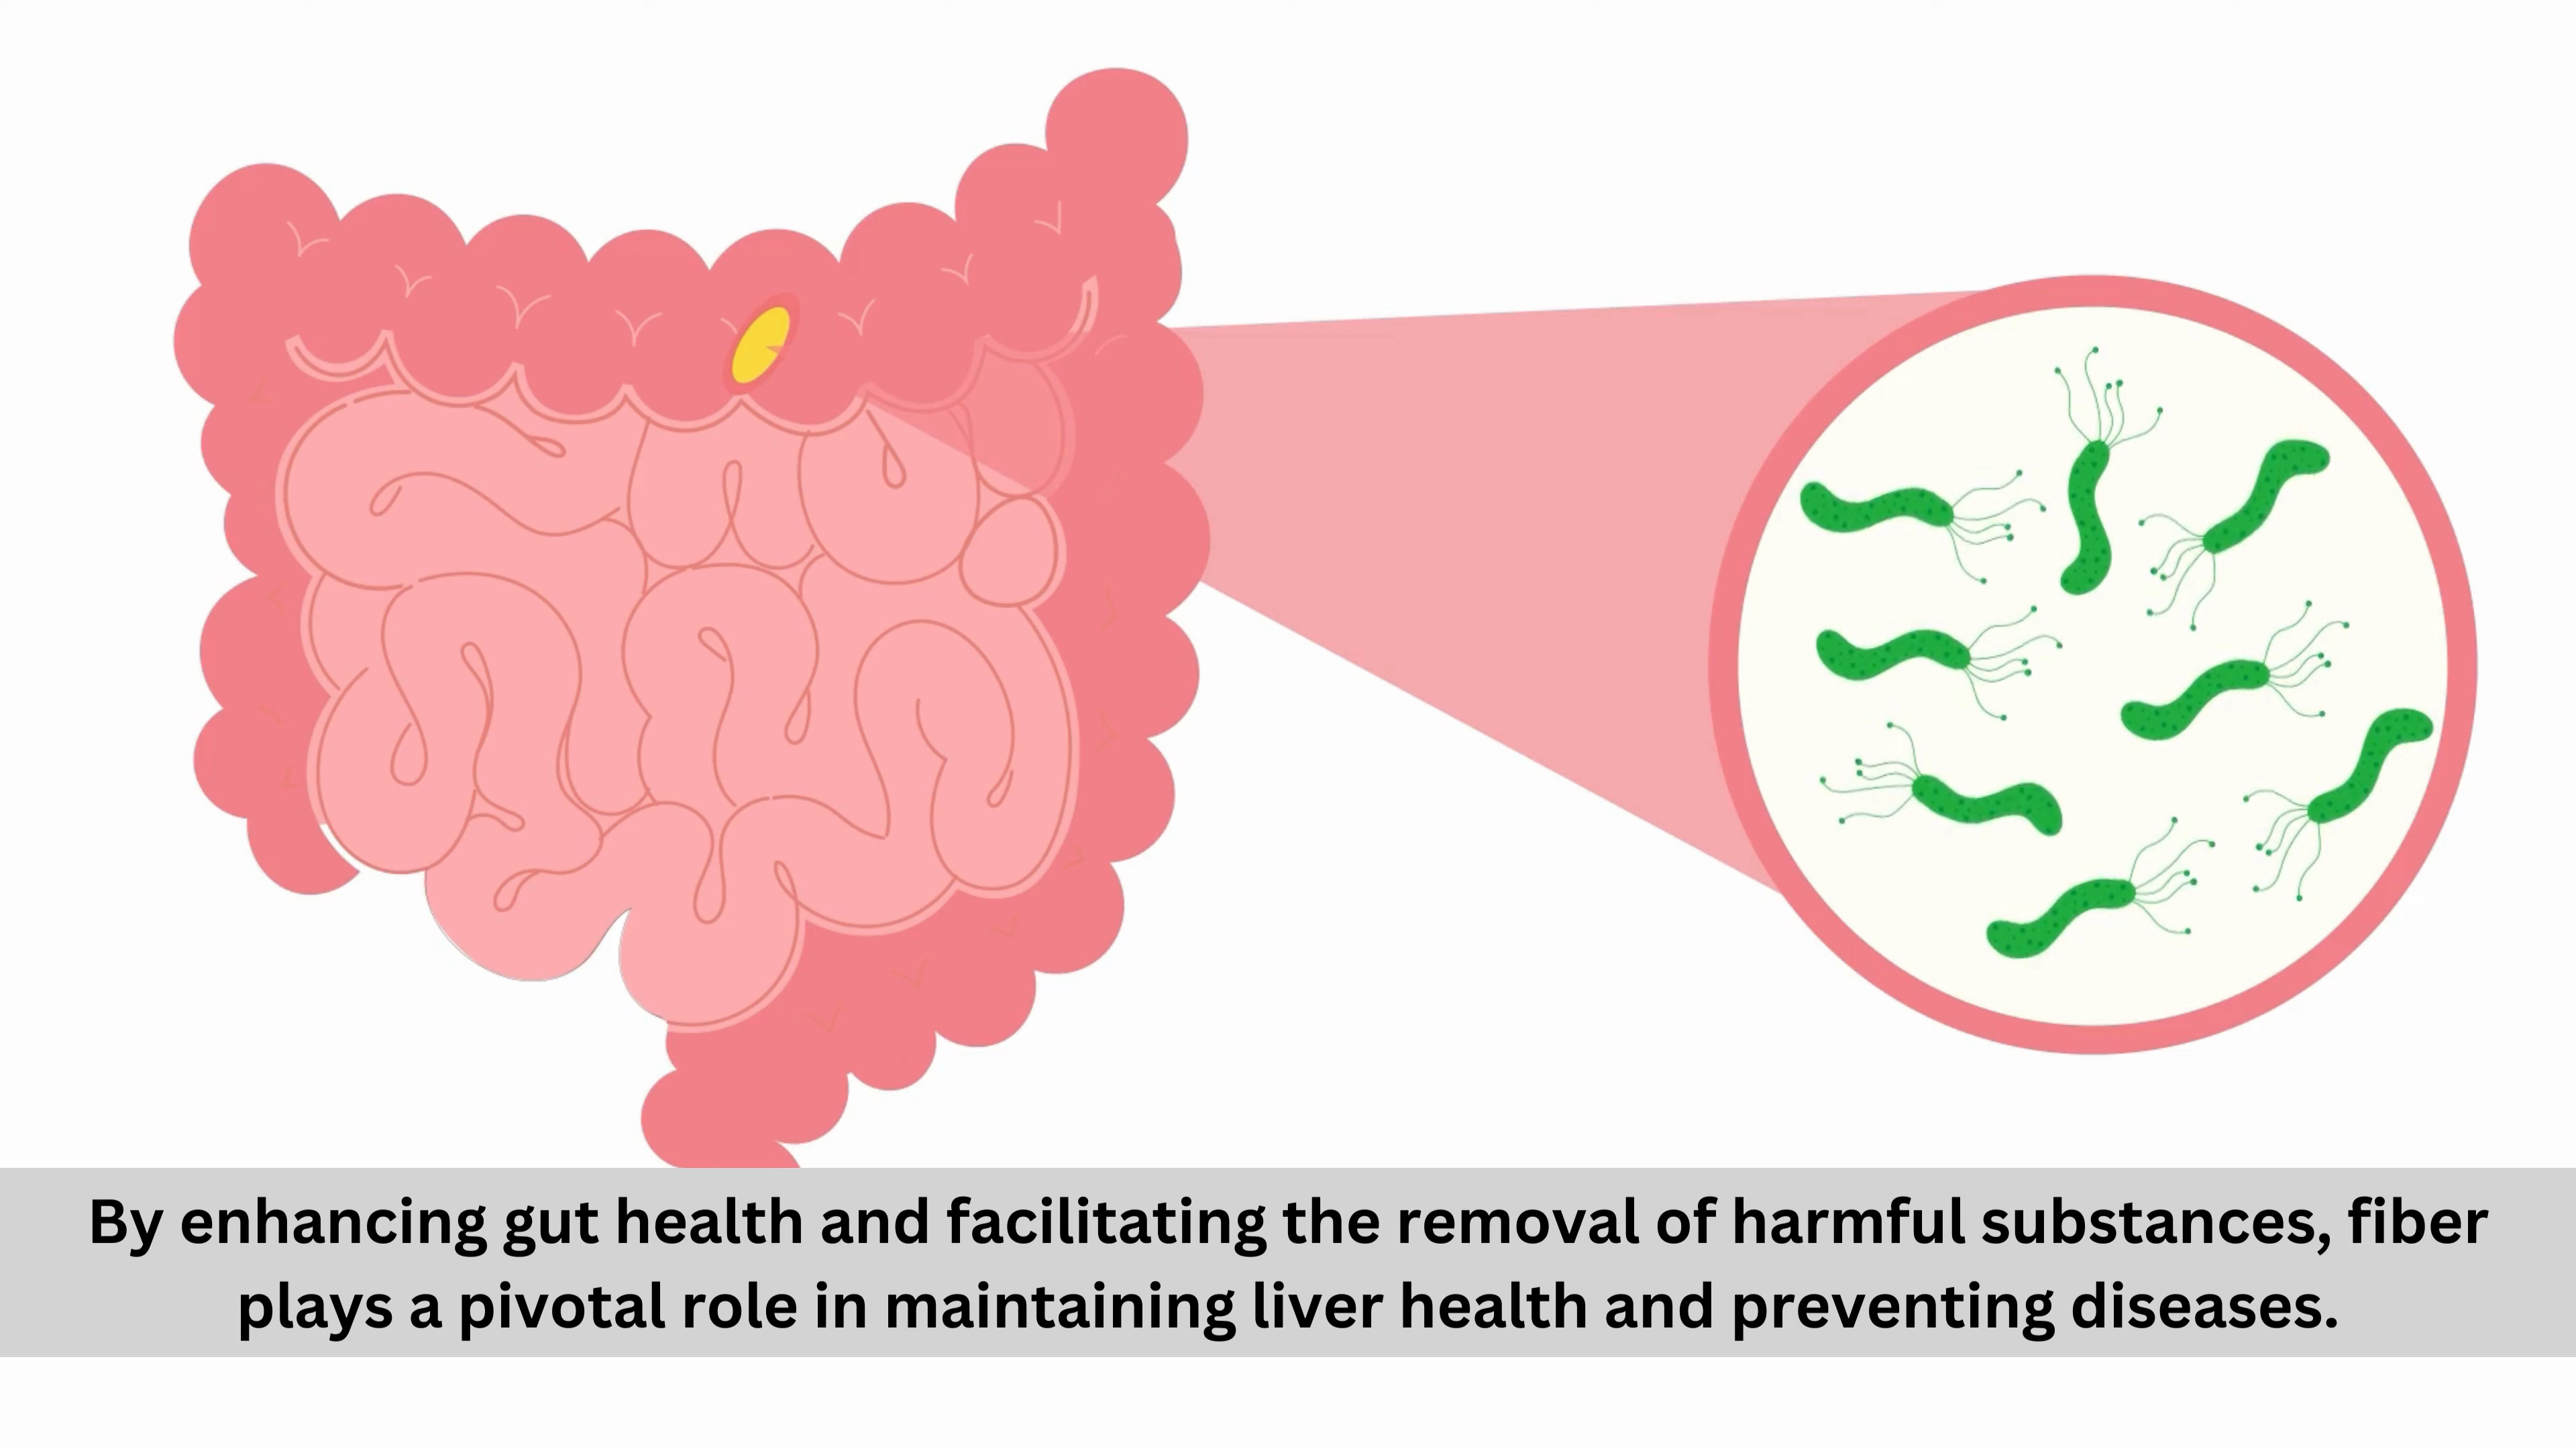 By enhancing gut health and facilitating the removal of harmful substances, fiber
plays a pivotal role in maintaining liver health and preventing diseases.